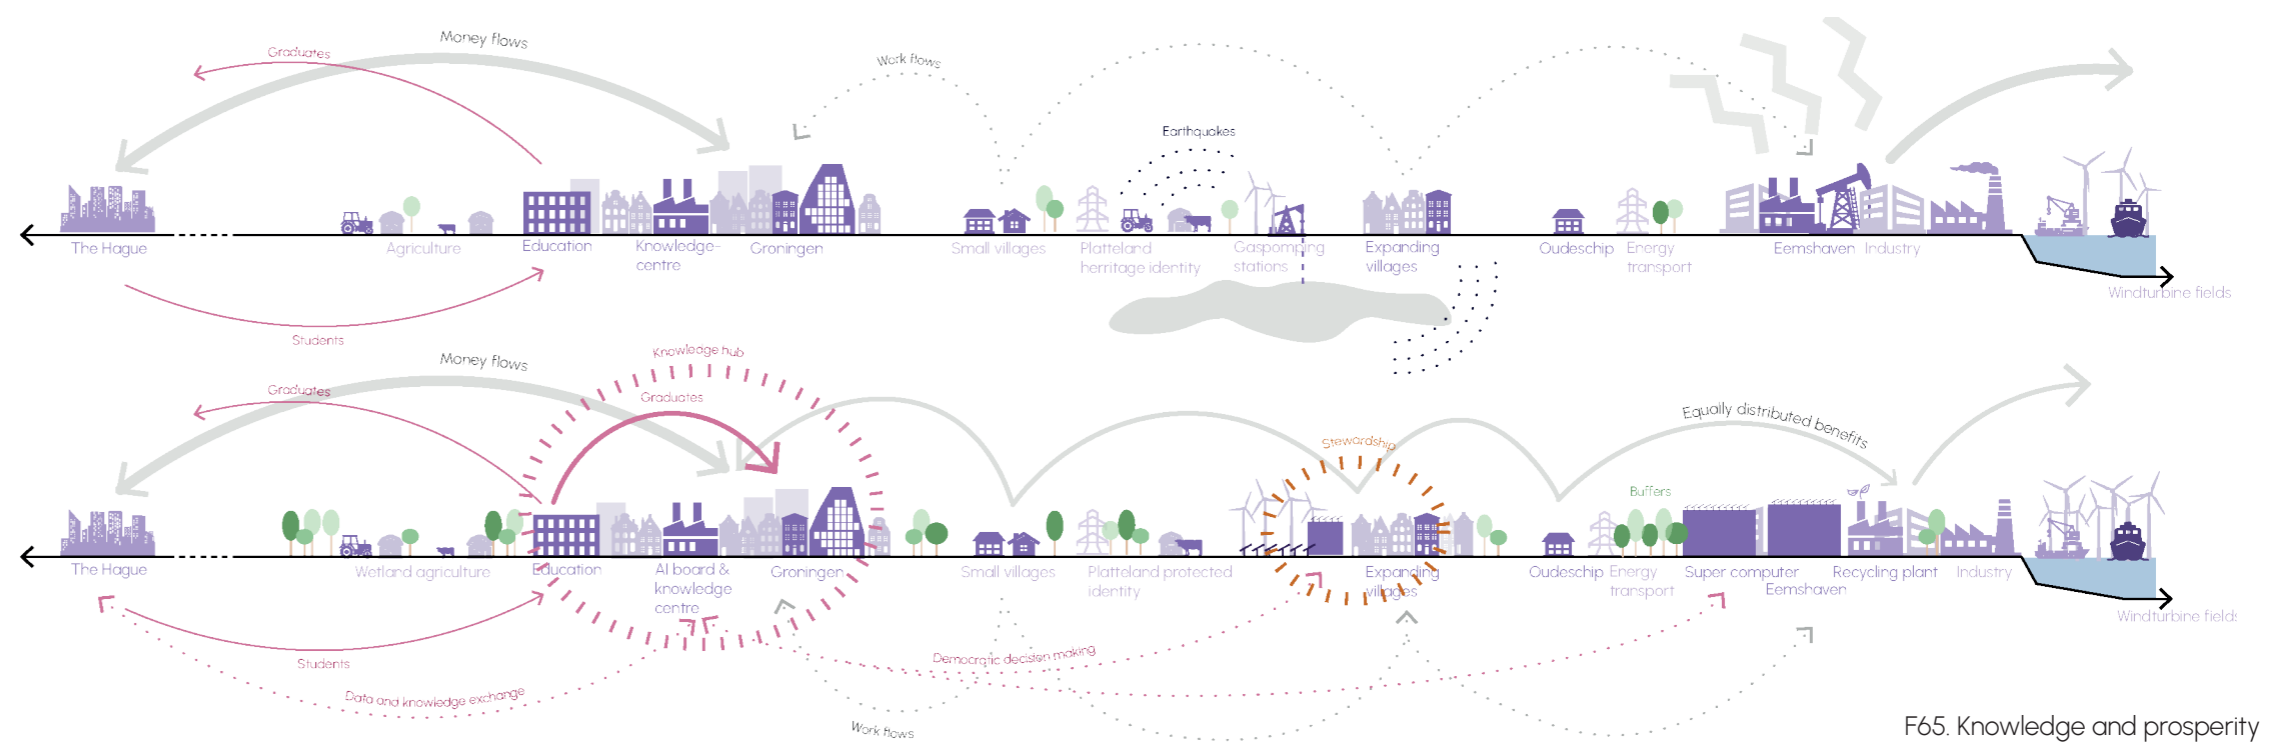 Graduates
Money flows
Work flows
Earthquakes
The Hague
Agriculture
Education
Knowledge-
centre
Groningen
Small villages
Platteland
herritage identity
Gaspomping
stations
Expanding
villages
Oudeschip
Energy
transport
Eemshaven
Industry
Windturbine fields
Students
Money flows
Knowledge hub
Graduates
Graduates
Stewardship
Equally distributed benefits
Buffers
The Hague
Wetland agriculture
Education
AI board &
knowledge
centre
Groningen
Small villages
Platteland protected
identity
Expanding
villages
Oudeschip
Energy
transport
Super computer
Eemshaven
Recycling plant
Industry
Windturbine fields
Students
Data and knowledge exchange
Democratic decision making
Work flows
F65. Knowledge and prosperity